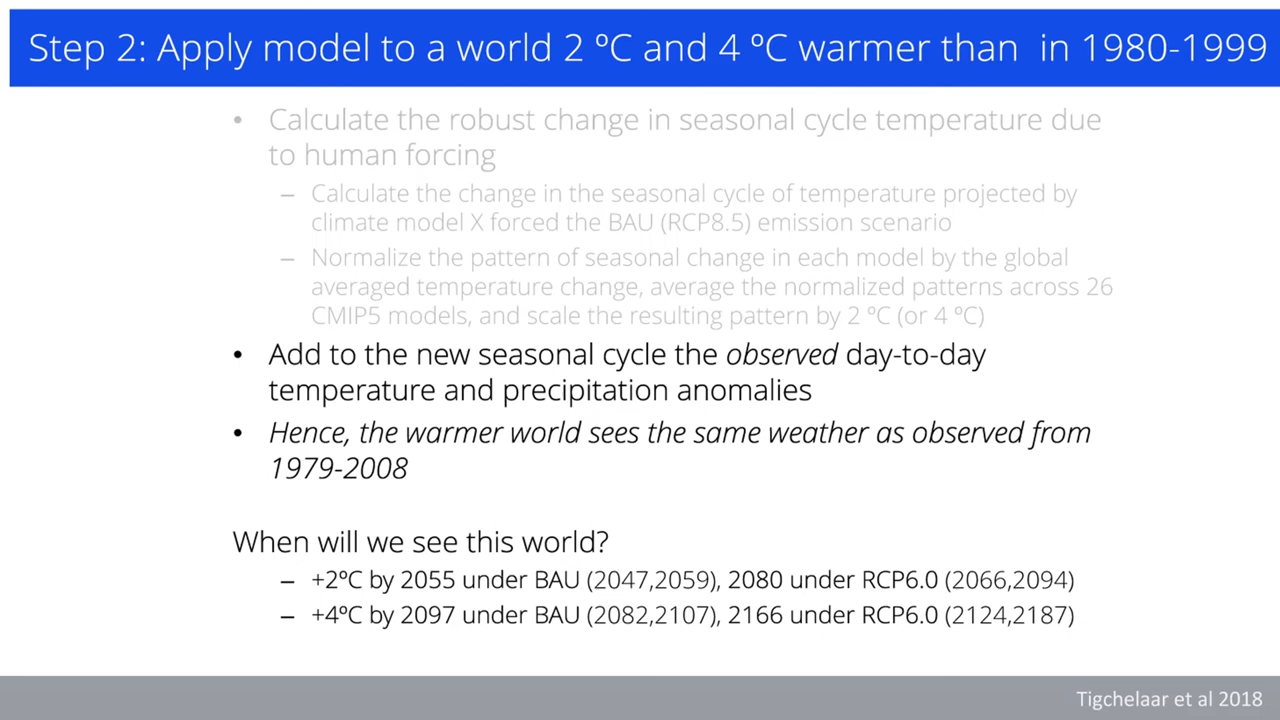 Step 2: Apply model to a world 2 ºC and 4 ºC warmer than  in 1980-1999
• Calculate the robust change in seasonal cycle temperature due
to human forcing
– Calculate the change in the seasonal cycle of temperature projected by
climate model X forced the BAU (RCP8.5) emission scenario
– Normalize the pattern of seasonal change in each model by the global
averaged temperature change, average the normalized patterns across 26
CMIP5 models, and scale the resulting pattern by 2 ºC (or 4 ºC)
• Add to the new seasonal cycle the observed day-to-day
temperature and precipitation anomalies
• Hence, the warmer world sees the same weather as observed from
1979-2008
When will we see this world?
– +2ºC by 2055 under BAU (2047,2059), 2080 under RCP6.0 (2066,2094)
– +4ºC by 2097 under BAU (2082,2107), 2166 under RCP6.0 (2124,2187)
Tigchelaar et al 2018